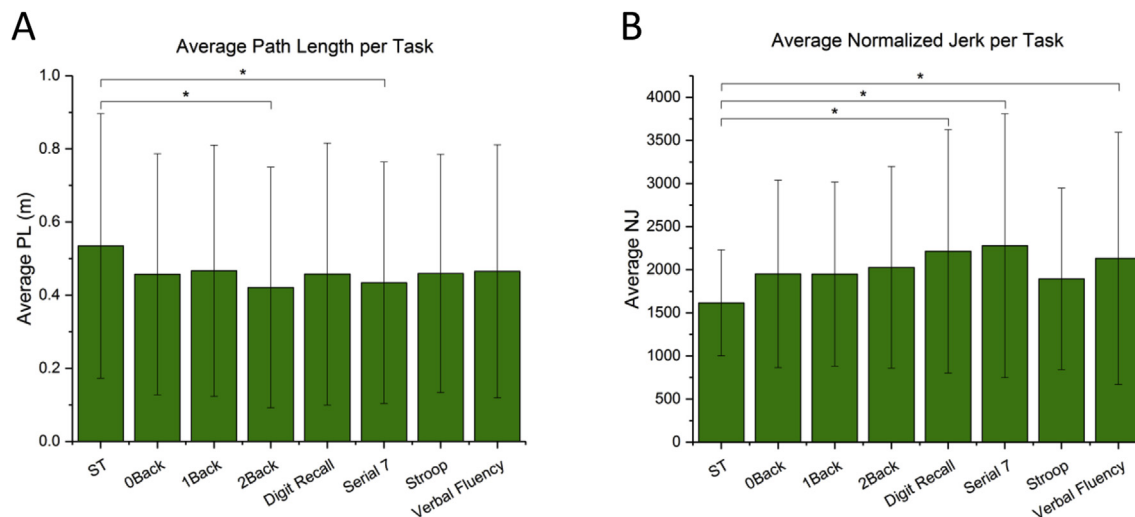 A
Average Path Length per Task
*
*
1.0
0.8
0.6
0.4
0.2
0.0
Average PL (m)
ST
0Back
1Back
2Back
Digit Recall
Serial 7
Stroop
Verbal Fluency
B
Average Normalized Jerk per Task
*
*
*
4000
3500
3000
2500
2000
1500
1000
500
0
Average NJ
ST
0Back
1Back
2Back
Digit Recall
Serial 7
Stroop
Verbal Fluency